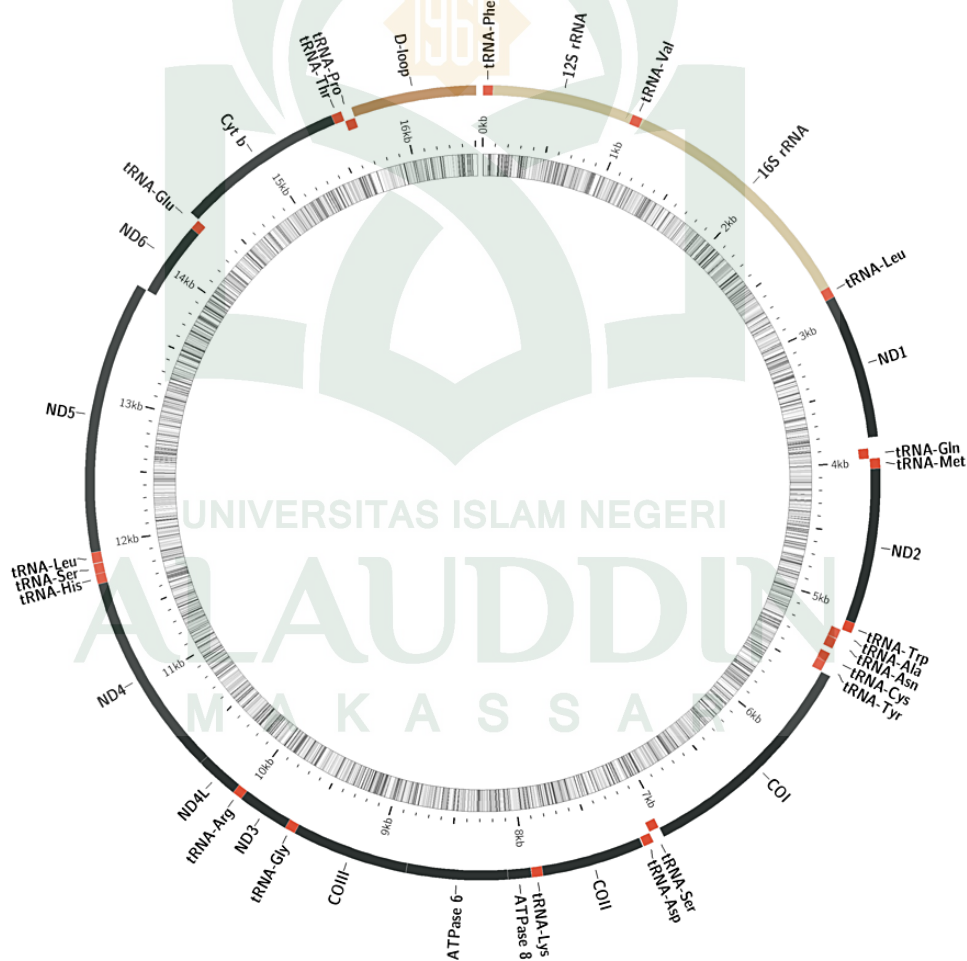 1965
tRNA-Phe
12S rRNA
tRNA-Val
16S rRNA
tRNA-Leu
ND1
tRNA-Gln
tRNA-Met
ND2
tRNA-Trp
tRNA-Ala
tRNA-Asn
tRNA-Cys
tRNA-Tyr
COI
tRNA-Ser
tRNA-Asp
COII
tRNA-Lys
ATPase 8
ATPase 6
COIII
tRNA-Gly
ND3
tRNA-Arg
ND4L
ND4
tRNA-His
tRNA-Ser
tRNA-Leu
ND5
ND6
tRNA-Glu
Cyt b
tRNA-Thr
tRNA-Pro
D-loop
0kb
1kb
2kb
3kb
4kb
5kb
6kb
7kb
8kb
9kb
10kb
11kb
12kb
13kb
14kb
15kb
16kb
UNIVERSITAS ISLAM NEGERI
ALAUDDIN
MAKASSAR